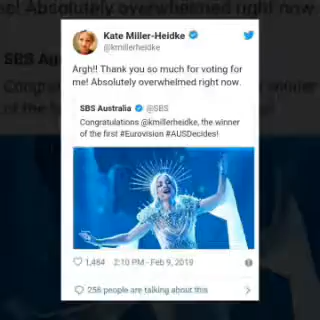 Kate Miller-Heidke
@kmillerheidke
Argh!! Thank you so much for voting for
me! Absolutely overwhelmed right now.
SBS Australia @SBS
Congratulations @kmillerheidke, the winner
of the first #Eurovision #AUSDecides!
1,484 2:10 PM - Feb 9, 2019
256 people are talking about this